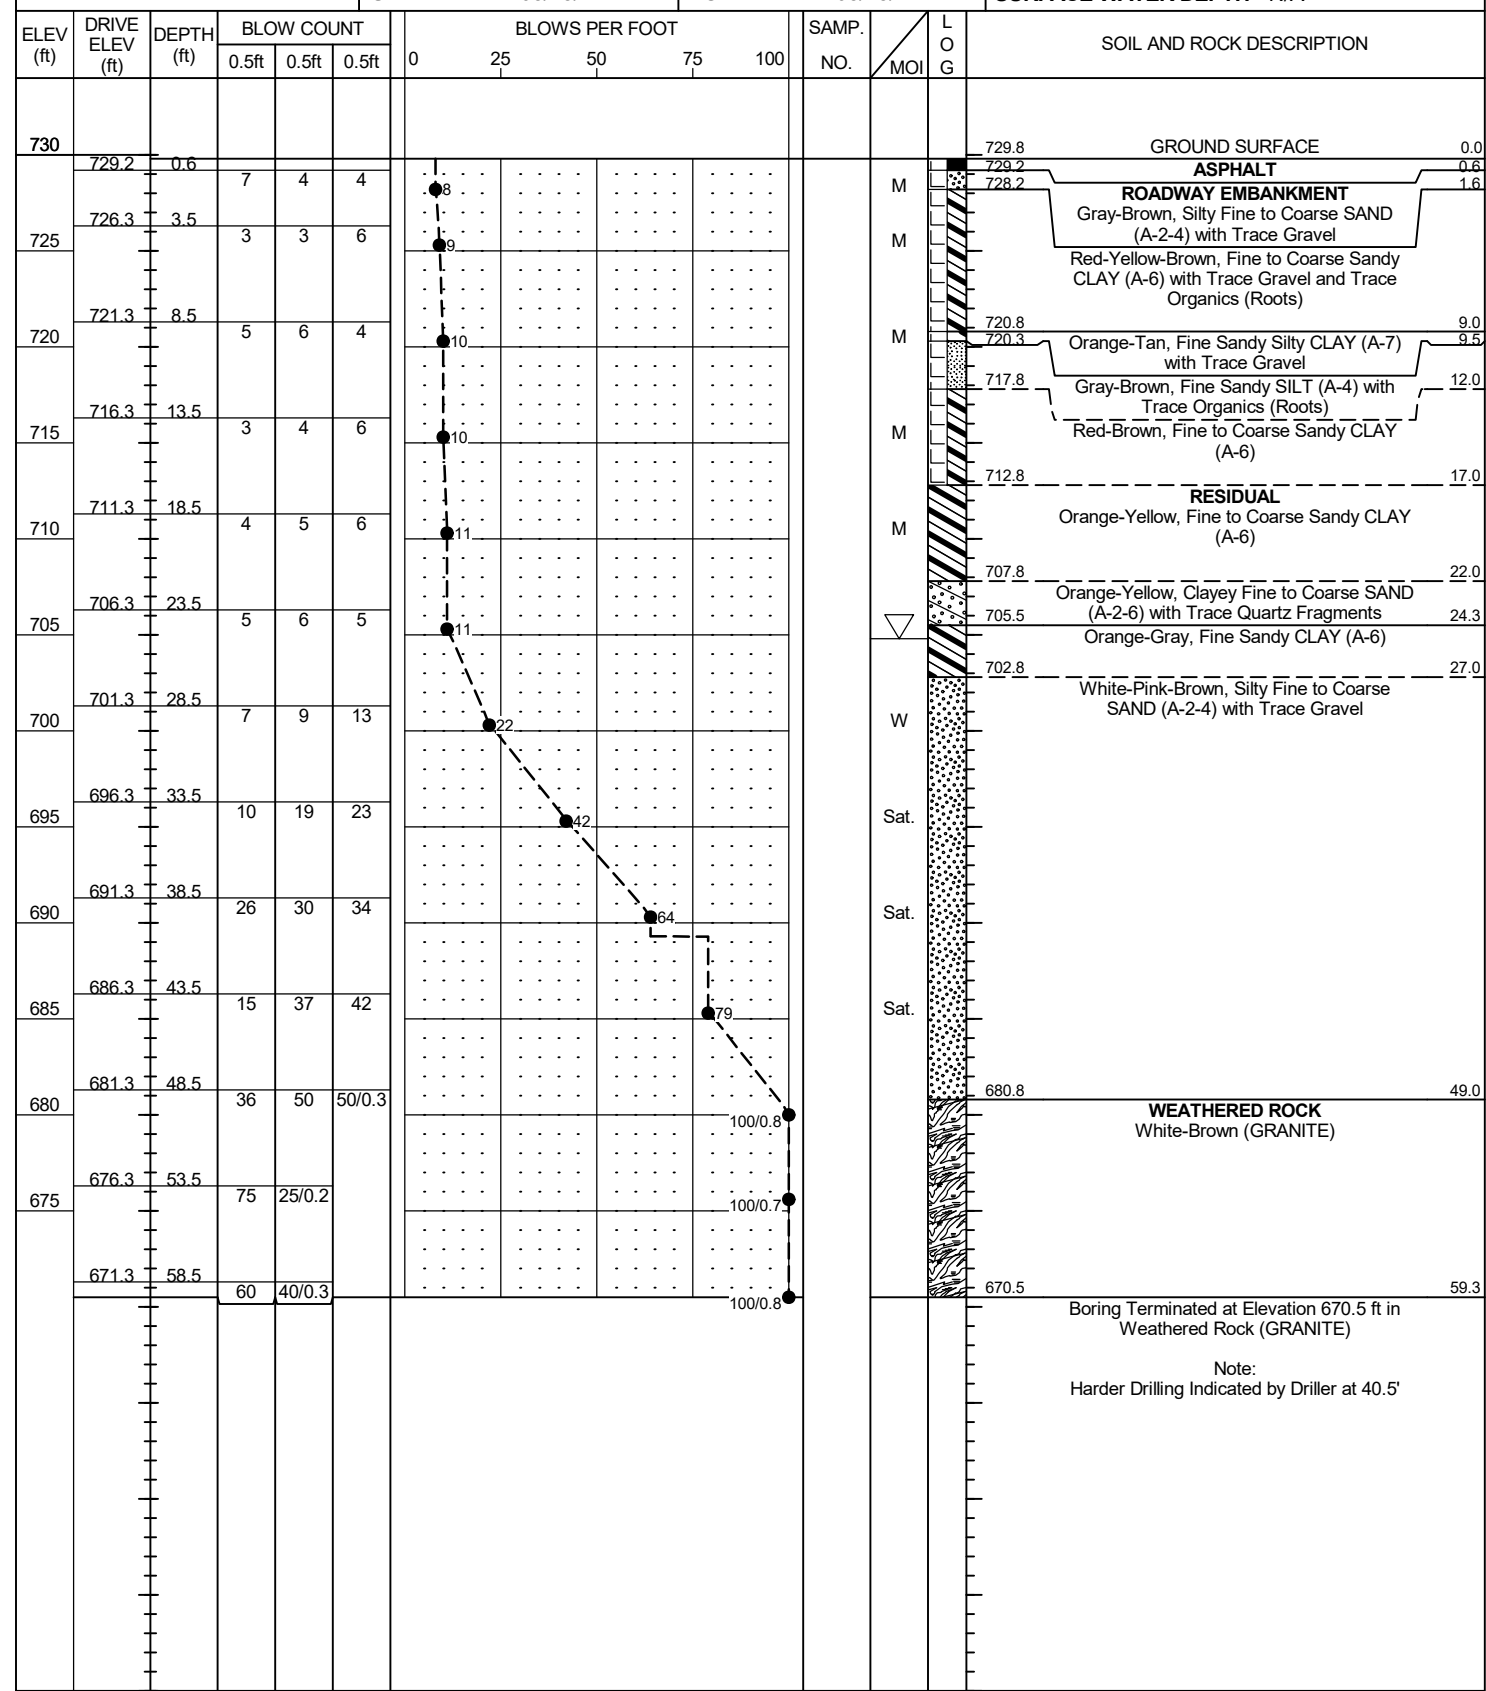 ELEV (ft) DRIVE ELEV (ft) DEPTH (ft) BLOW COUNT 0.5ft 0.5ft 0.5ft BLOWS PER FOOT 0 25 50 75 100 SAMP. NO. MOI LOG SOIL AND ROCK DESCRIPTION
730
729.8 GROUND SURFACE 0.0
729.2 0.6
729.2 ASPHALT 0.6
7 4 4
8
M
728.2 1.6
ROADWAY EMBANKMENT
Gray-Brown, Silty Fine to Coarse SAND
(A-2-4) with Trace Gravel
726.3 3.5
725
3 3 6
9
M
Red-Yellow-Brown, Fine to Coarse Sandy
CLAY (A-6) with Trace Gravel and Trace
Organics (Roots)
721.3 8.5
720.8 9.0
720
5 6 4
10
M
720.3 9.5
Orange-Tan, Fine Sandy Silty CLAY (A-7)
with Trace Gravel
717.8 12.0
Gray-Brown, Fine Sandy SILT (A-4) with
Trace Organics (Roots)
716.3 13.5
715
3 4 6
10
M
Red-Brown, Fine to Coarse Sandy CLAY
(A-6)
712.8 17.0
RESIDUAL
711.3 18.5
710
4 5 6
11
M
Orange-Yellow, Fine to Coarse Sandy CLAY
(A-6)
707.8 22.0
706.3 23.5
Orange-Yellow, Clayey Fine to Coarse SAND
(A-2-6) with Trace Quartz Fragments
705
5 6 5
11
705.5 24.3
Orange-Gray, Fine Sandy CLAY (A-6)
702.8 27.0
701.3 28.5
White-Pink-Brown, Silty Fine to Coarse
SAND (A-2-4) with Trace Gravel
700
7 9 13
22
W
696.3 33.5
695
10 19 23
42
Sat.
691.3 38.5
690
26 30 34
64
Sat.
686.3 43.5
685
15 37 42
79
Sat.
681.3 48.5
680.8 49.0
680
36 50 50/0.3
100/0.8
WEATHERED ROCK
White-Brown (GRANITE)
676.3 53.5
675
75 25/0.2
100/0.7
671.3 58.5
60 40/0.3
100/0.8
670.5 59.3
Boring Terminated at Elevation 670.5 ft in
Weathered Rock (GRANITE)
Note:
Harder Drilling Indicated by Driller at 40.5'